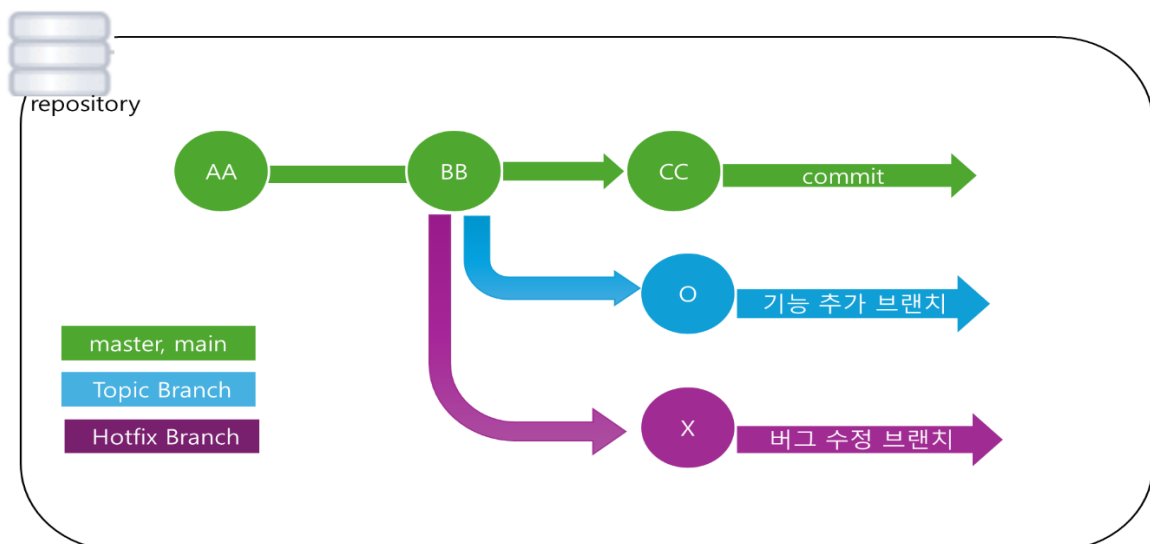 repository
AA
BB
CC
commit
O
기능 추가 브랜치
master, main
Topic Branch
Hotfix Branch
X
버그 수정 브랜치